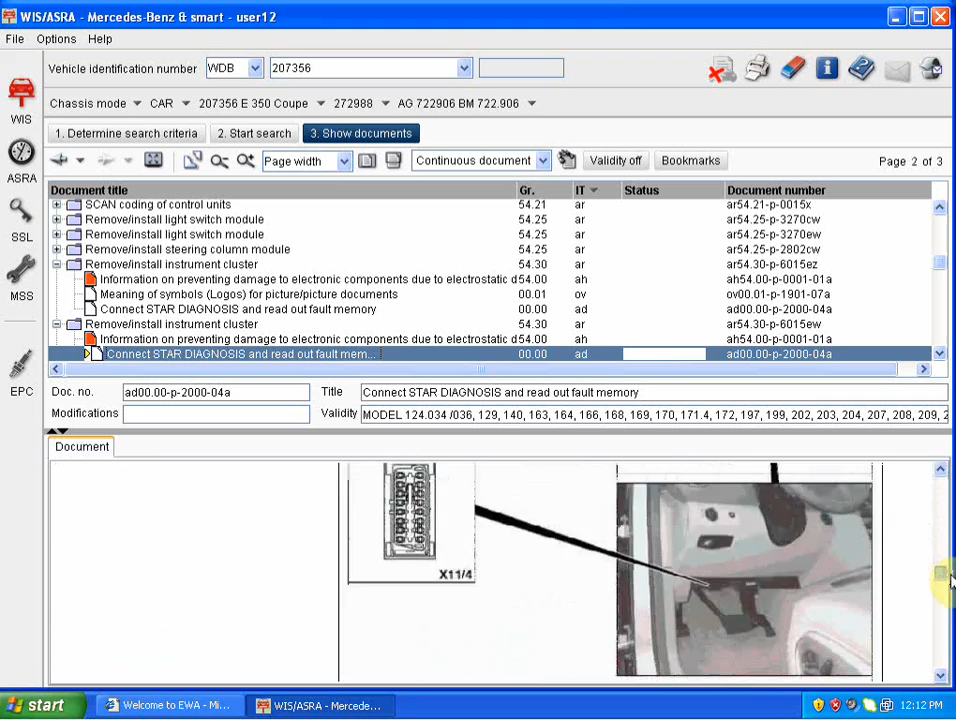 WIS/ASRA - Mercedes-Benz & smart - user12
File Options Help
Vehicle identification number WDB 207356
WIS
Chassis mode CAR 207356 E 350 Coupe 272988 AG 722906 BM 722.906
1. Determine search criteria 2. Start search 3. Show documents
Page width Continuous document Validity off Bookmarks Page 2 of 3
ASRA
Document title Gr. IT Status Document number
SCAN coding of control units 54.21 ar ar54.21-p-0015x
Remove/install light switch module 54.25 ar ar54.25-p-3270cw
Remove/install light switch module 54.25 ar ar54.25-p-3270ew
SSL
Remove/install steering column module 54.25 ar ar54.25-p-2802cw
Remove/install instrument cluster 54.30 ar ar54.30-p-6015ez
Information on preventing damage to electronic components due to electrostatic d 54.00 ah ah54.00-p-0001-01a
Meaning of symbols (Logos) for picture/picture documents 00.01 ov ov00.01-p-1901-07a
MSS
Connect STAR DIAGNOSIS and read out fault memory 00.00 ad ad00.00-p-2000-04a
Remove/install instrument cluster 54.30 ar ar54.30-p-6015ew
Information on preventing damage to electronic components due to electrostatic d 54.00 ah ah54.00-p-0001-01a
Connect STAR DIAGNOSIS and read out fault mem... 00.00 ad ad00.00-p-2000-04a
EPC
Doc. no. ad00.00-p-2000-04a Title Connect STAR DIAGNOSIS and read out fault memory
Modifications Validity MODEL 124.034 /036, 129, 140, 163, 164, 166, 168, 169, 170, 171.4, 172, 197, 199, 202, 203, 204, 207, 208, 209, 2
Document
X11/4
start Welcome to EWA - Mi... WIS/ASRA - Mercede... 12:12 PM